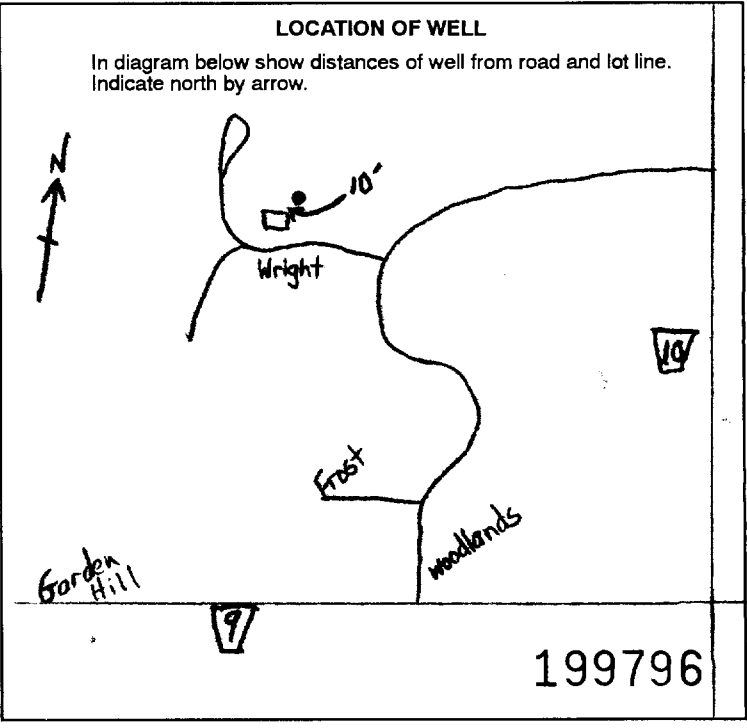 LOCATION OF WELL
In diagram below show distances of well from road and lot line.
Indicate north by arrow.
N
10'
Wright
10
Frost
Woodlands
Garden
Hill
9
199796